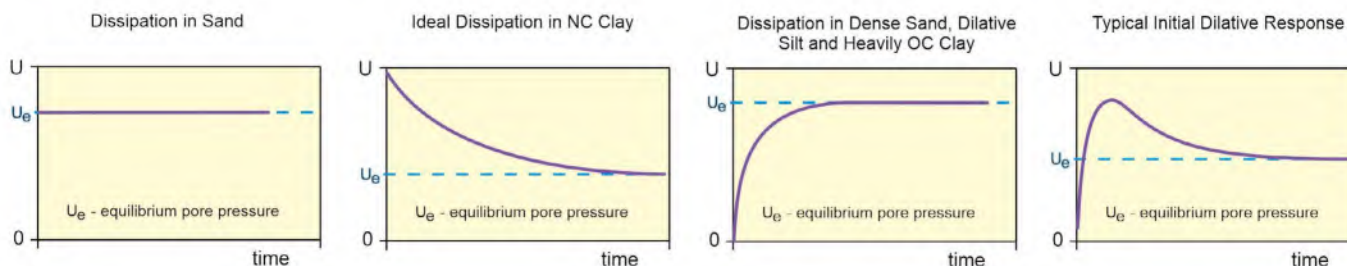 Dissipation in Sand
U
Ue
Ue - equilibrium pore pressure
0
time
Ideal Dissipation in NC Clay
U
Ue
Ue - equilibrium pore pressure
0
time
Dissipation in Dense Sand, Dilative
Silt and Heavily OC Clay
U
Ue
Ue - equilibrium pore pressure
0
time
Typical Initial Dilative Response
U
Ue
Ue - equilibrium pore pressure
0
time